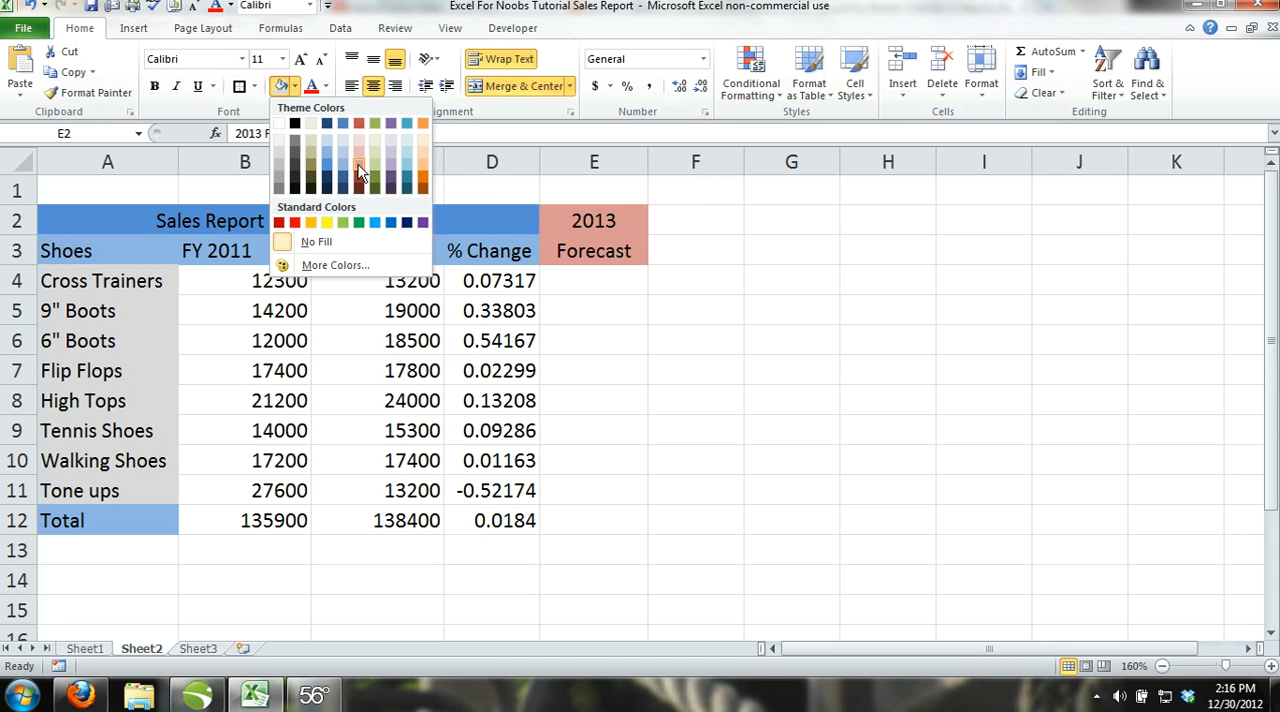 Calibri
Excel For Noobs Tutorial Sales Report - Microsoft Excel non-commercial use
File Home Insert Page Layout Formulas Data Review View Developer
Paste
Cut
Copy
Format Painter
Clipboard
Calibri 11
B I U A
Font
Wrap Text
Merge & Center
lignment
General
$ % ,
Number
Conditional Formatting
Format as Table
Cell Styles
Styles
Insert
Delete
Format
Cells
AutoSum
Fill
Clear
Sort & Filter
Find & Select
Editing
E2 fx 2013 F
Theme Colors
Standard Colors
No Fill
More Colors...
A B D E F G H I J K
1
2 Sales Report 2013
3 Shoes FY 2011 % Change Forecast
4 Cross Trainers 12300 13200 0.07317
5 9" Boots 14200 19000 0.33803
6 6" Boots 12000 18500 0.54167
7 Flip Flops 17400 17800 0.02299
8 High Tops 21200 24000 0.13208
9 Tennis Shoes 14000 15300 0.09286
10 Walking Shoes 17200 17400 0.01163
11 Tone ups 27600 13200 -0.52174
12 Total 135900 138400 0.0184
13
14
15
16
Sheet1 Sheet2 Sheet3
Ready 160%
56°
2:16 PM
12/30/2012